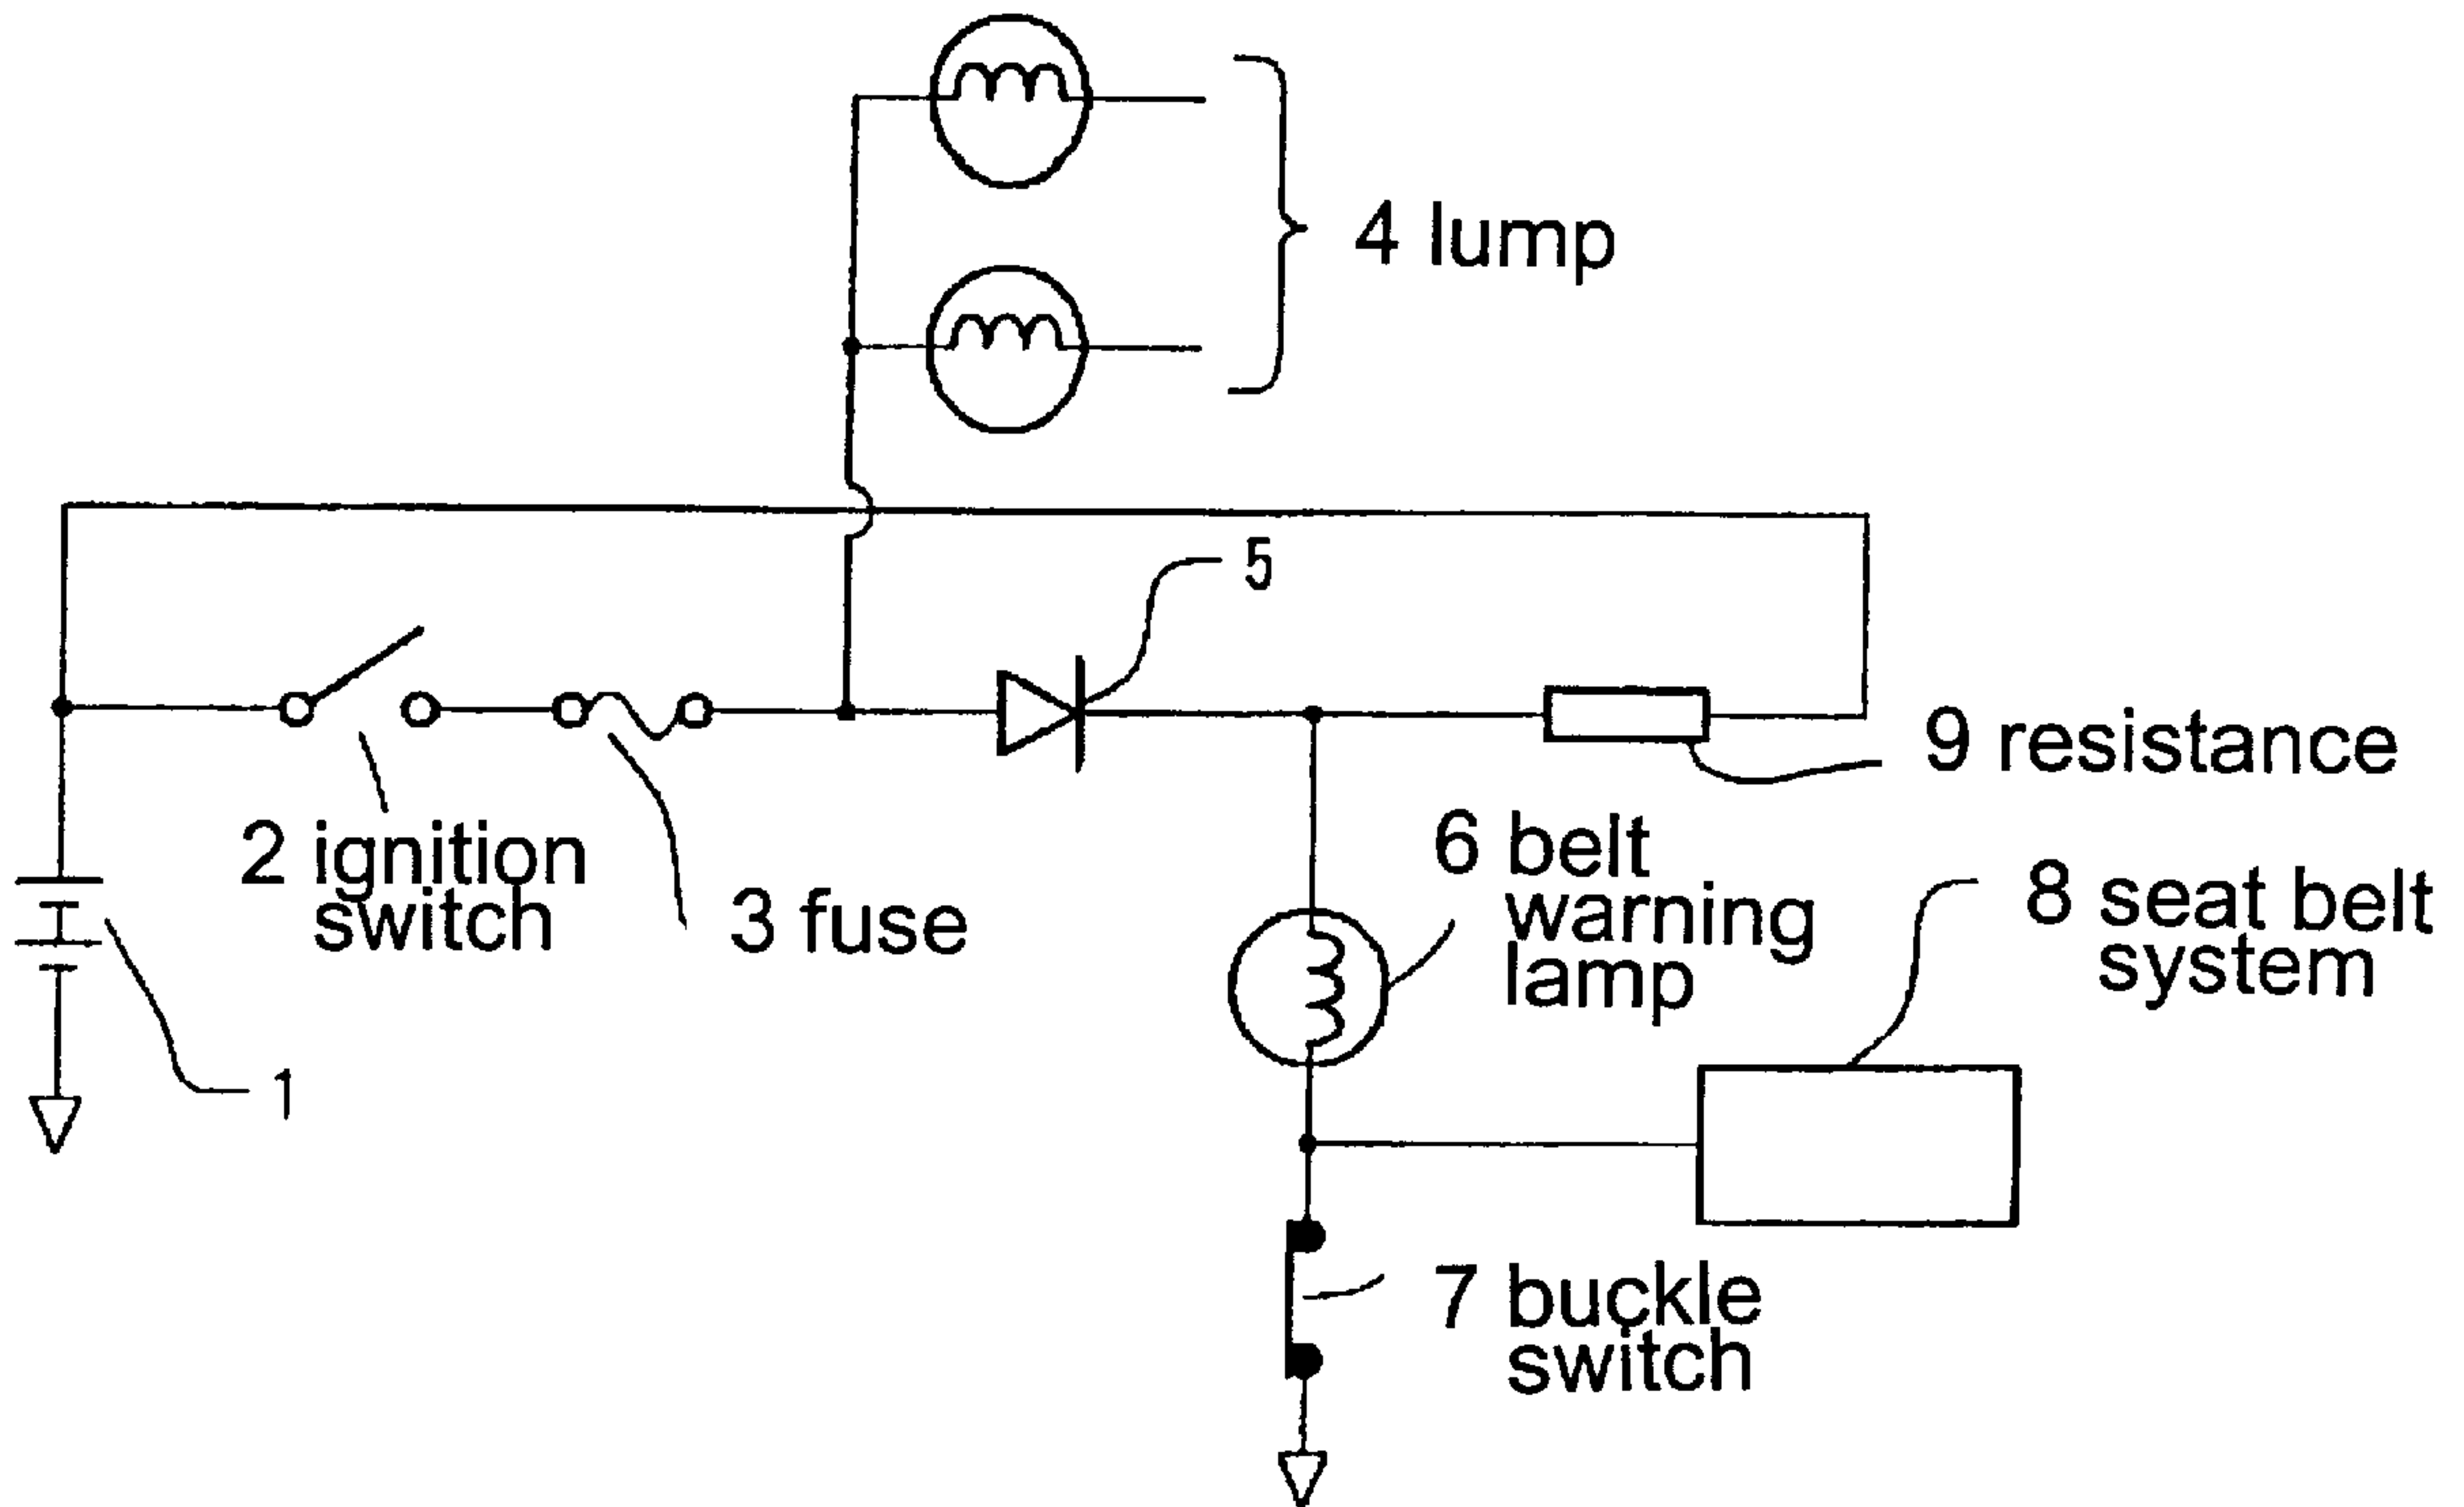 4 lump
5
9 resistance
2 ignition
switch
3 fuse
6 belt
warning
lamp
8 seat belt
system
1
7 buckle
switch